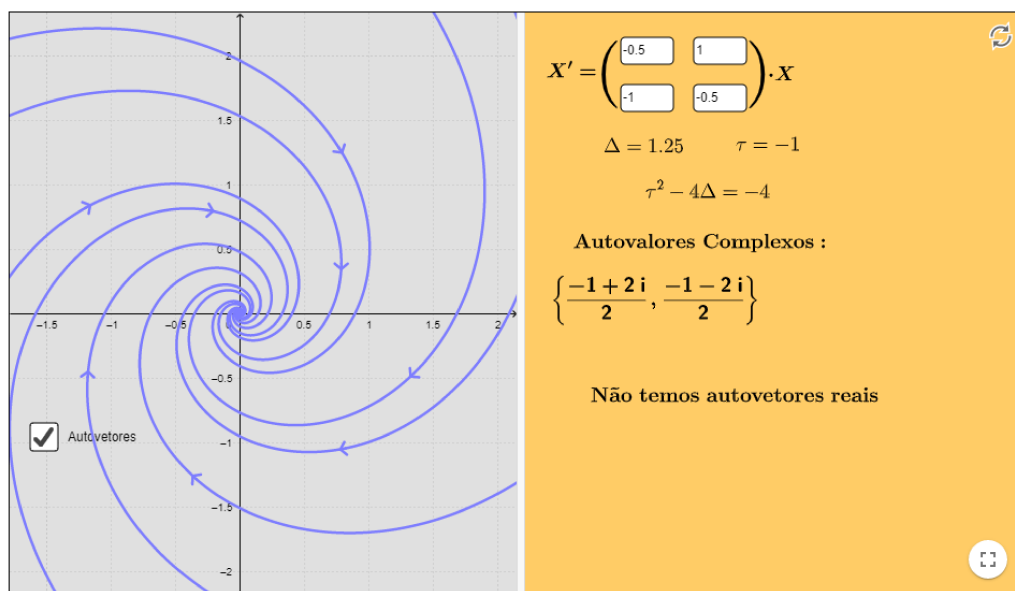 2
1.5
1
0.5
-1.5 -1 -0.5 0 0.5 1 1.5 2
-0.5
-1
-1.5
-2
Autovetores
X′ = ( -0.5 1 -1 -0.5 ) · X
Δ = 1.25 τ = −1
τ² − 4Δ = −4
Autovalores Complexos :
{ (−1 + 2 i)/2 , (−1 − 2 i)/2 }
Não temos autovetores reais